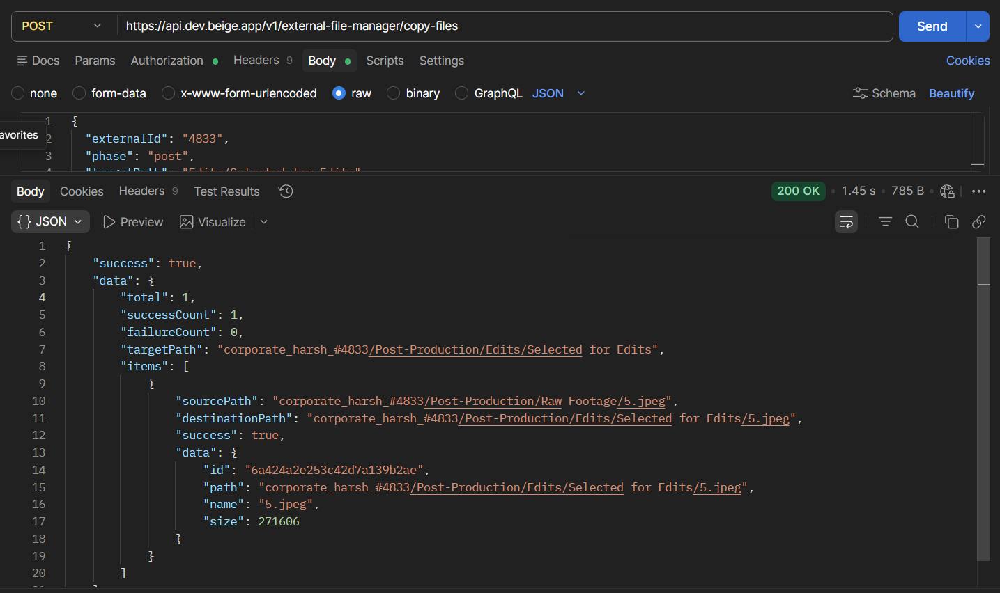 POST https://api.dev.beige.app/v1/external-file-manager/copy-files Send
Docs Params Authorization Headers 9 Body Scripts Settings Cookies
none form-data x-www-form-urlencoded raw binary GraphQL JSON Schema Beautify
1 {
avorites
2 "externalId": "4833",
3 "phase": "post",
4 "targetPath": "Edits/Selected for Edits"
Body Cookies Headers 9 Test Results 200 OK 1.45 s 785 B
{} JSON Preview Visualize
1 {
2 "success": true,
3 "data": {
4 "total": 1,
5 "successCount": 1,
6 "failureCount": 0,
7 "targetPath": "corporate_harsh_#4833/Post-Production/Edits/Selected for Edits",
8 "items": [
9 {
10 "sourcePath": "corporate_harsh_#4833/Post-Production/Raw Footage/5.jpeg",
11 "destinationPath": "corporate_harsh_#4833/Post-Production/Edits/Selected for Edits/5.jpeg",
12 "success": true,
13 "data": {
14 "id": "6a424a2e253c42d7a139b2ae",
15 "path": "corporate_harsh_#4833/Post-Production/Edits/Selected for Edits/5.jpeg",
16 "name": "5.jpeg",
17 "size": 271606
18 }
19 }
20 ]